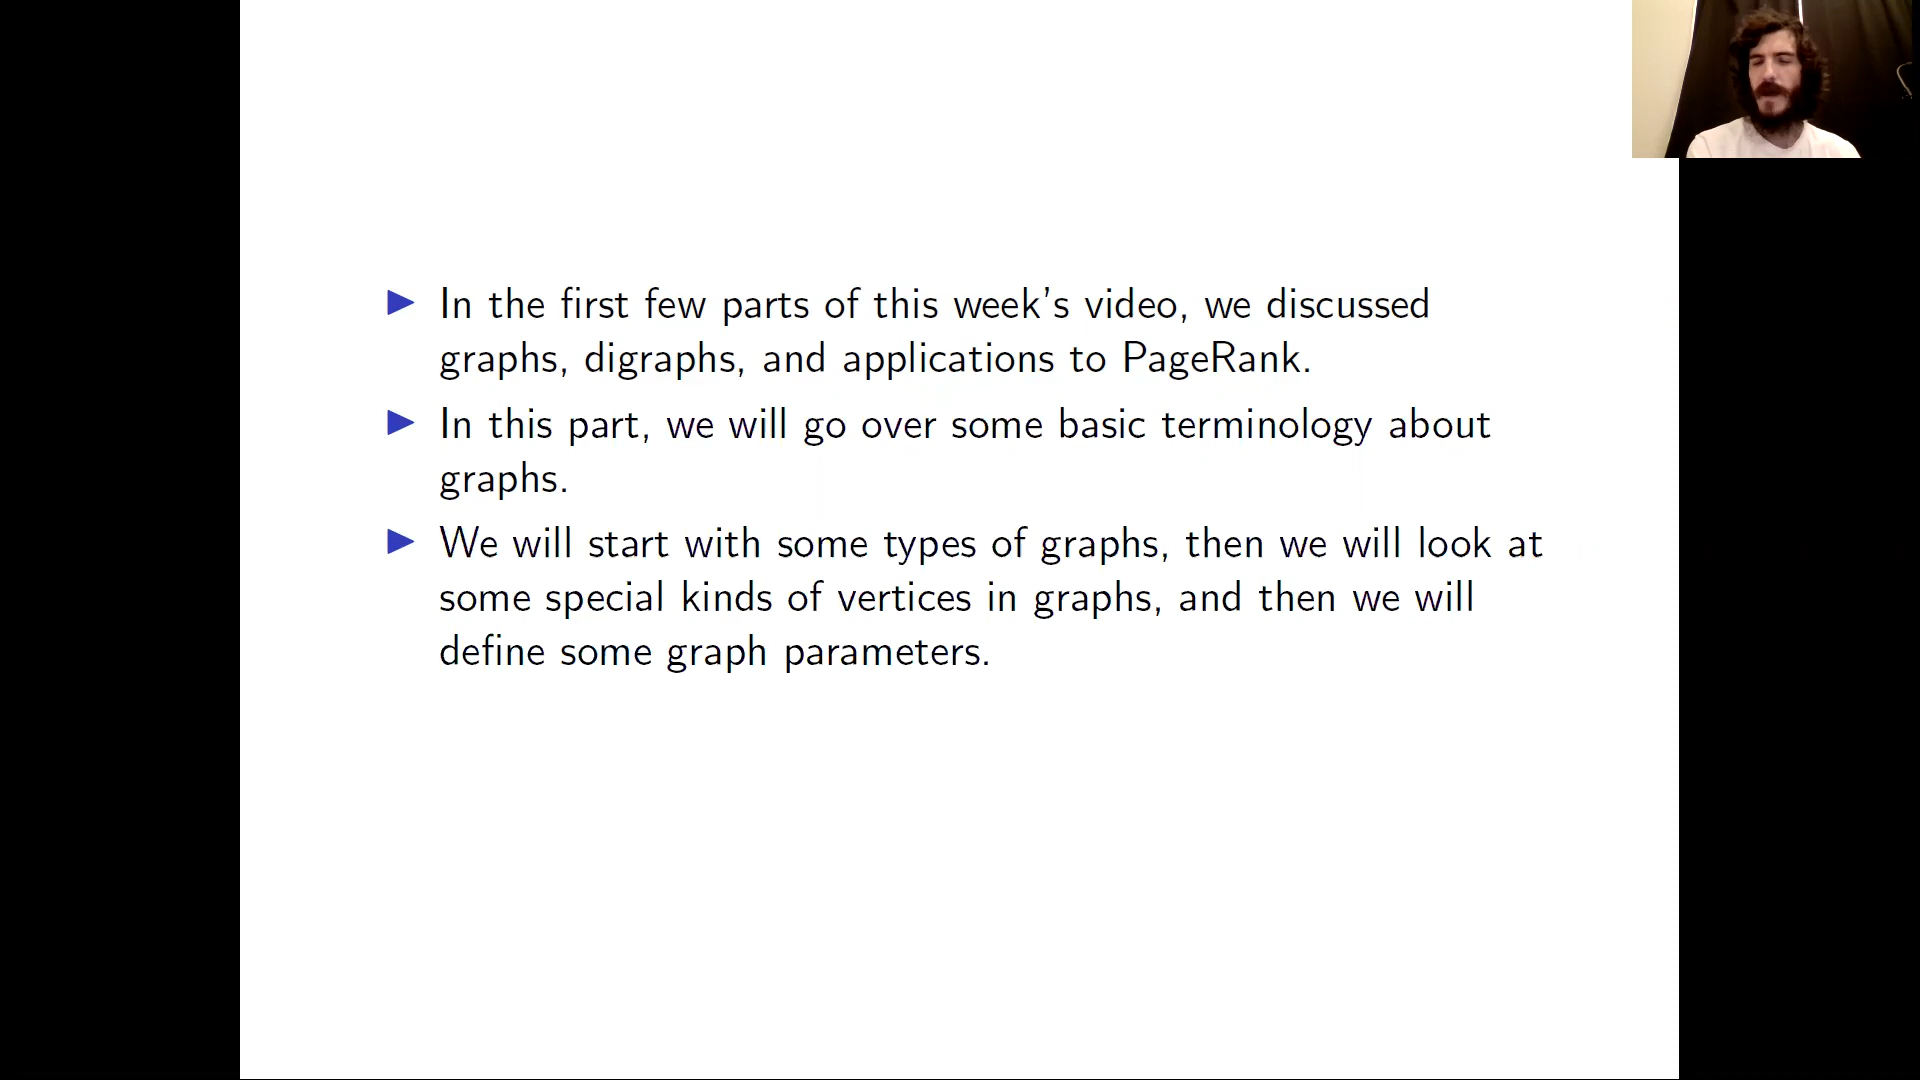 In the first few parts of this week's video, we discussed
graphs, digraphs, and applications to PageRank.
In this part, we will go over some basic terminology about
graphs.
We will start with some types of graphs, then we will look at
some special kinds of vertices in graphs, and then we will
define some graph parameters.